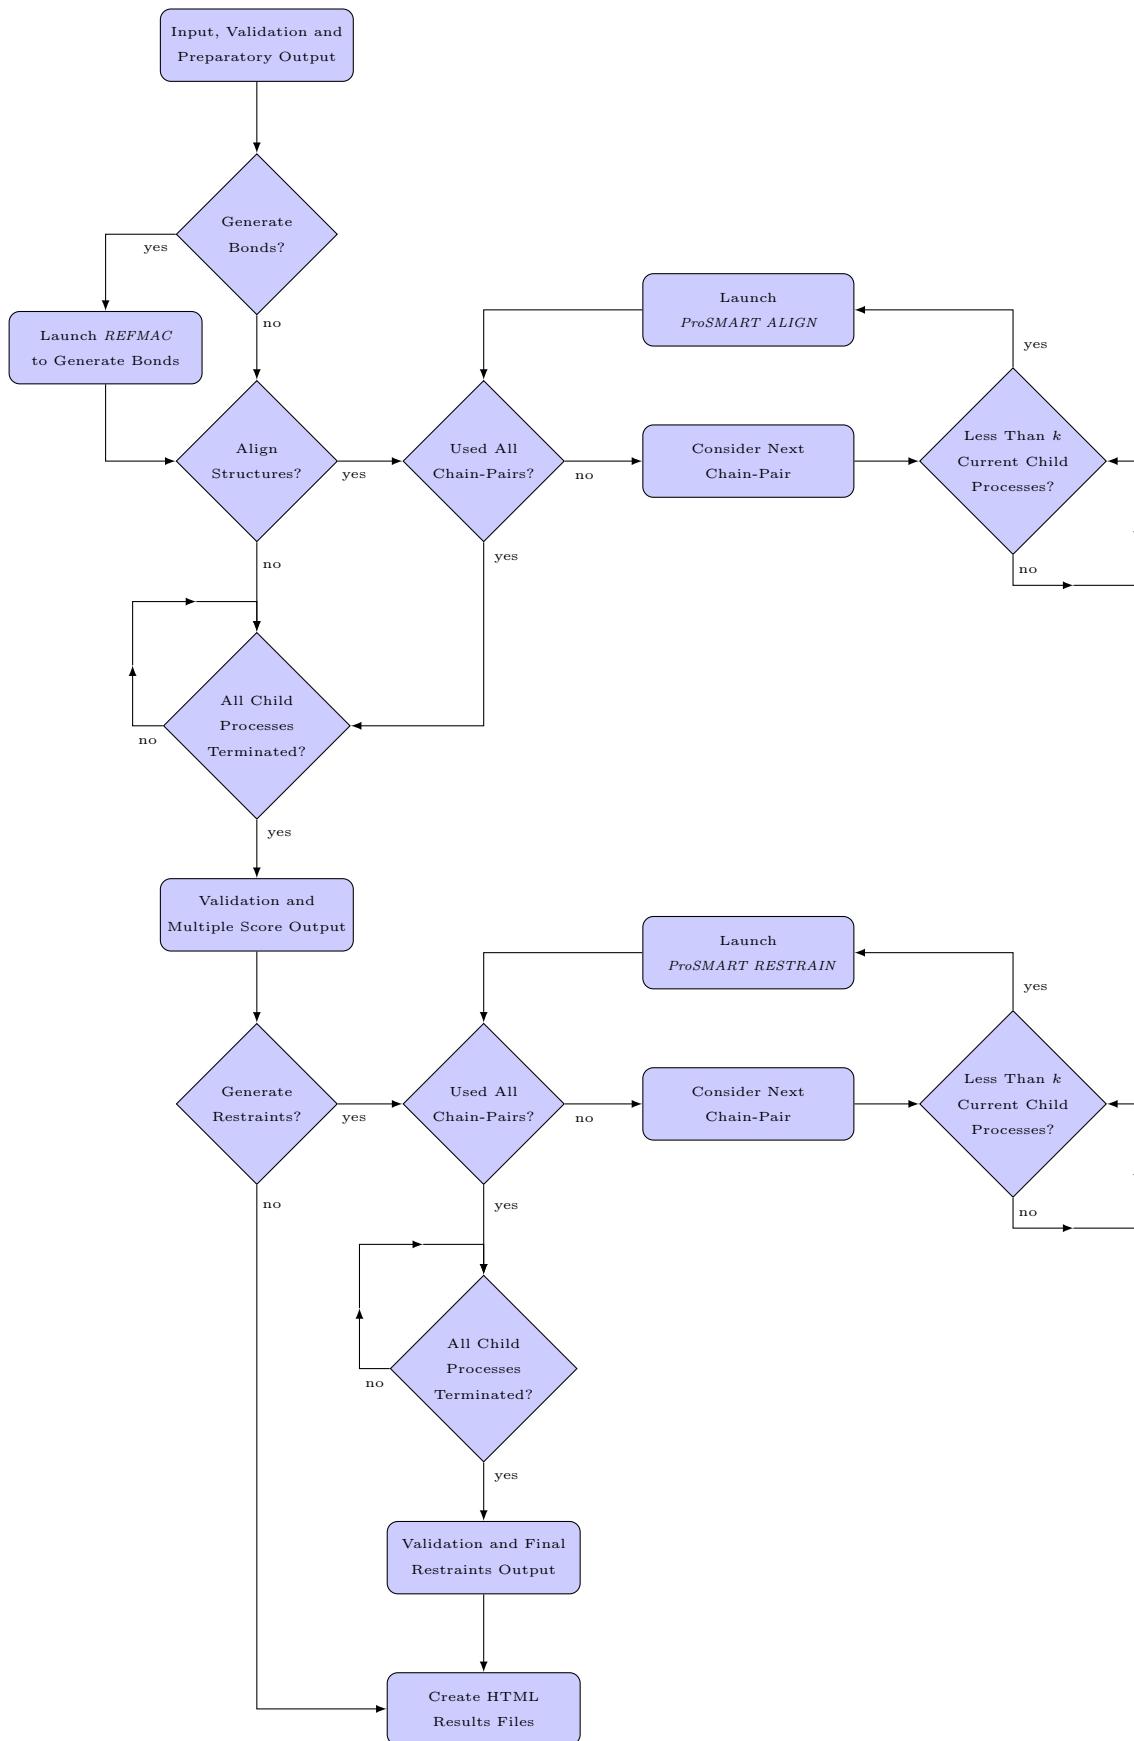 Input, Validation and
Preparatory Output
Generate
Bonds?
yes
no
Launch REFMAC
to Generate Bonds
Launch
ProSMART ALIGN
yes
Align
Structures?
yes
Used All
Chain-Pairs?
no
Consider Next
Chain-Pair
Less Than k
Current Child
Processes?
no
yes
no
All Child
Processes
Terminated?
no
yes
Validation and
Multiple Score Output
Launch
ProSMART RESTRAIN
yes
Generate
Restraints?
yes
Used All
Chain-Pairs?
no
Consider Next
Chain-Pair
Less Than k
Current Child
Processes?
no
yes
no
All Child
Processes
Terminated?
no
yes
Validation and Final
Restraints Output
Create HTML
Results Files